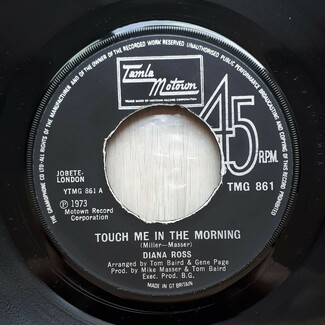 THE GRAMOPHONE CO LTD · ALL RIGHTS OF THE MANUFACTURER AND OF THE OWNER OF THE RECORDED WORK RESERVED UNAUTHORISED PUBLIC PERFORMANCE BROADCASTING AND COPYING OF THIS RECORD PROHIBITED
Tamla
Motown
TRADE MARK OF MOTOWN RECORD CORPORATION
45
RPM.
JOBETE-
LONDON
TMG 861
YTMG 861 A
Ⓟ 1973
Motown Record
Corporation
TOUCH ME IN THE MORNING
(Miller—Masser)
DIANA ROSS
Arranged by Tom Baird & Gene Page
Prod. by Mike Masser & Tom Baird
Exec. Prod. B.G.
MADE IN GT BRITAIN